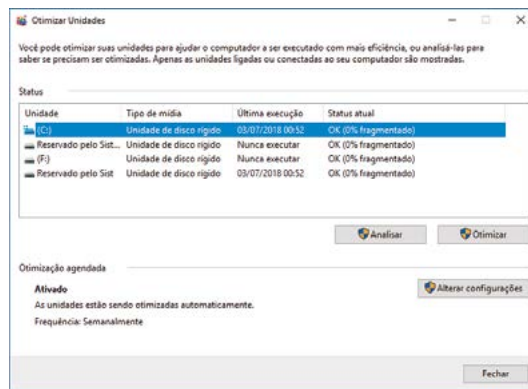 Otimizar Unidades
Você pode otimizar suas unidades para ajudar o computador a ser executado com mais eficiência, ou analisá-las para
saber se precisam ser otimizadas. Apenas as unidades ligadas ou conectadas ao seu computador são mostradas.
Status
Unidade Tipo de mídia Última execução Status atual
(C:) Unidade de disco rígido 03/07/2018 00:52 OK (0% fragmentado)
Reservado pelo Sist... Unidade de disco rígido Nunca executar OK (0% fragmentado)
(F:) Unidade de disco rígido Nunca executar OK (0% fragmentado)
Reservado pelo Sist Unidade de disco rígido 03/07/2018 00:52 OK (0% fragmentado)
Analisar Otimizar
Otimização agendada
Ativado Alterar configurações
As unidades estão sendo otimizadas automaticamente.
Frequência: Semanalmente
Fechar